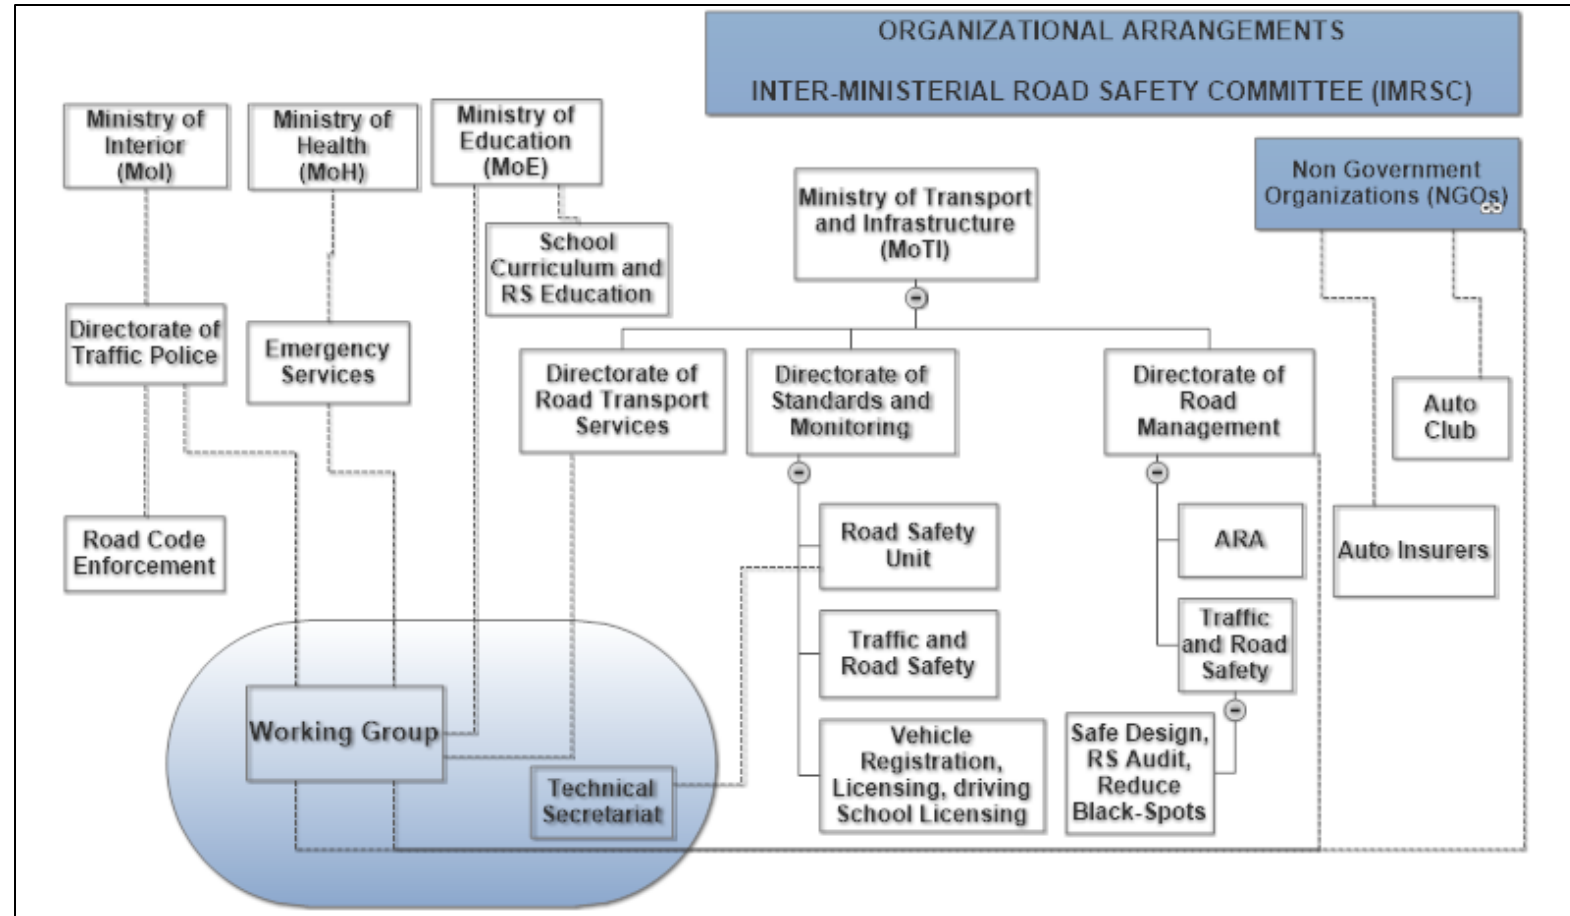 ORGANIZATIONAL ARRANGEMENTS
INTER-MINISTERIAL ROAD SAFETY COMMITTEE (IMRSC)
Ministry of
Interior
(MoI)
Ministry of
Health
(MoH)
Ministry of
Education
(MoE)
Ministry of Transport
and Infrastructure
(MoTI)
Non Government
Organizations (NGOs)
School
Curriculum and
RS Education
Directorate of
Traffic Police
Emergency
Services
Directorate of
Road Transport
Services
Directorate of
Standards and
Monitoring
Directorate of
Road
Management
Auto
Club
Road Code
Enforcement
Road Safety
Unit
ARA
Auto Insurers
Traffic and
Road Safety
Traffic
and Road
Safety
Working Group
Technical
Secretariat
Vehicle
Registration,
Licensing, driving
School Licensing
Safe Design,
RS Audit,
Reduce
Black-Spots